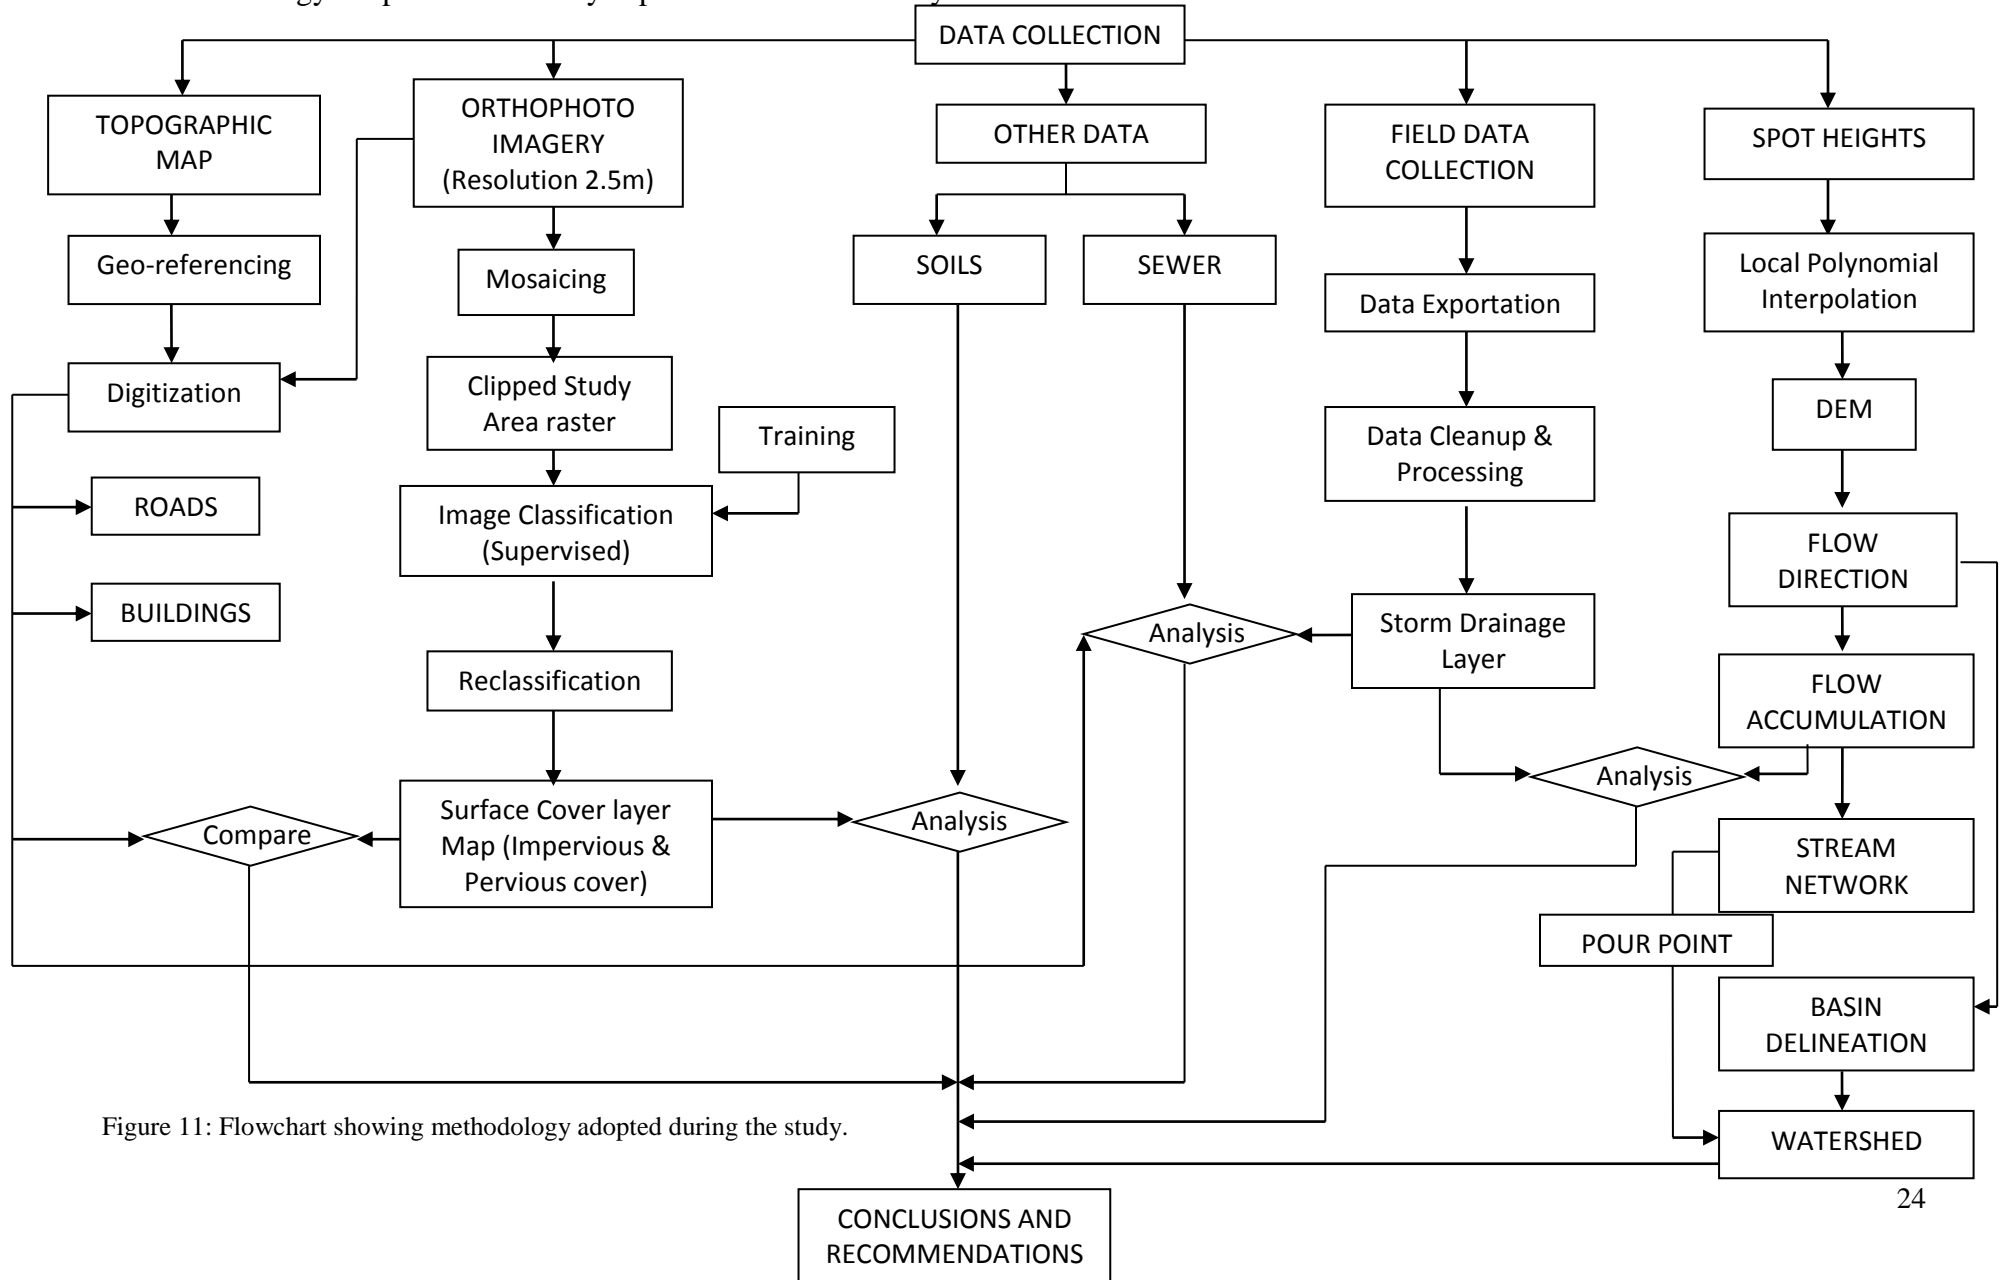 DATA COLLECTION
TOPOGRAPHIC
MAP
ORTHOPHOTO
IMAGERY
(Resolution 2.5m)
OTHER DATA
FIELD DATA
COLLECTION
SPOT HEIGHTS
Geo-referencing
Mosaicing
SOILS
SEWER
Data Exportation
Local Polynomial
Interpolation
Digitization
Clipped Study
Area raster
Training
Data Cleanup &
Processing
DEM
ROADS
Image Classification
(Supervised)
FLOW
DIRECTION
BUILDINGS
Analysis
Storm Drainage
Layer
Reclassification
FLOW
ACCUMULATION
Analysis
Compare
Surface Cover layer
Map (Impervious &
Pervious cover)
Analysis
STREAM
NETWORK
POUR POINT
BASIN
DELINEATION
WATERSHED
Figure 11: Flowchart showing methodology adopted during the study.
24
CONCLUSIONS AND
RECOMMENDATIONS